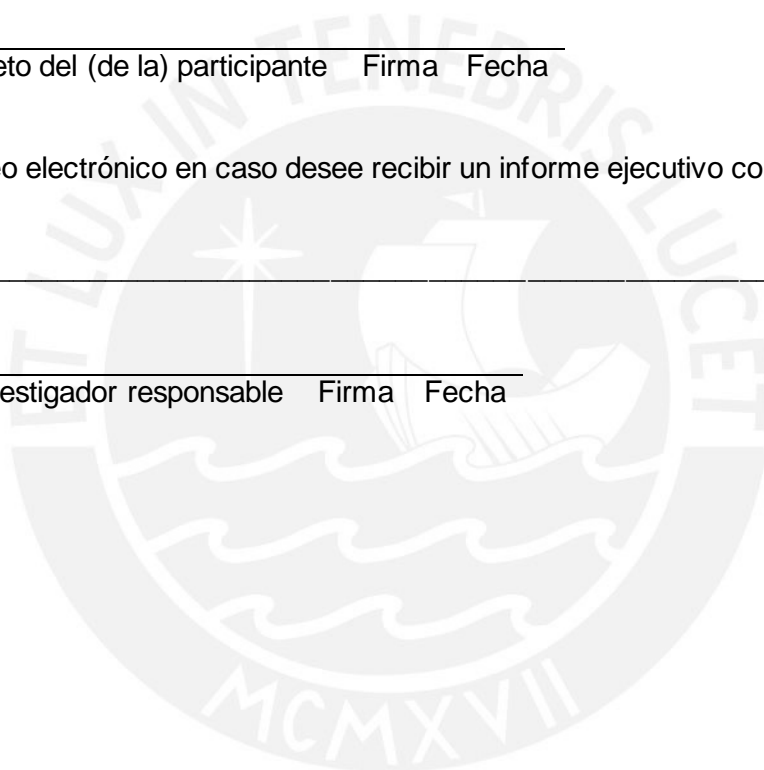 eto del (de la) participante Firma Fecha
o electrónico en caso desee recibir un informe ejecutivo co
estigador responsable Firma Fecha
ET LUX IN TENEBRIS LUCET
MCMXVII